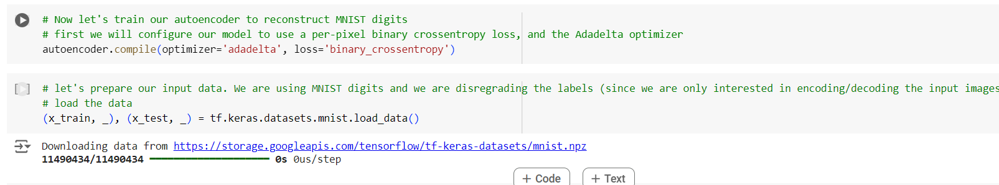 # Now let's train our autoencoder to reconstruct MNIST digits
# first we will configure our model to use a per-pixel binary crossentropy loss, and the Adadelta optimizer
autoencoder.compile(optimizer='adadelta', loss='binary_crossentropy')
[ ] # let's prepare our input data. We are using MNIST digits and we are disregrading the labels (since we are only interested in encoding/decoding the input images
# load the data
(x_train, _), (x_test, _) = tf.keras.datasets.mnist.load_data()
Downloading data from https://storage.googleapis.com/tensorflow/tf-keras-datasets/mnist.npz
11490434/11490434 ━━━━━━━━━━━━━━━━━━━━ 0s 0us/step
+ Code + Text